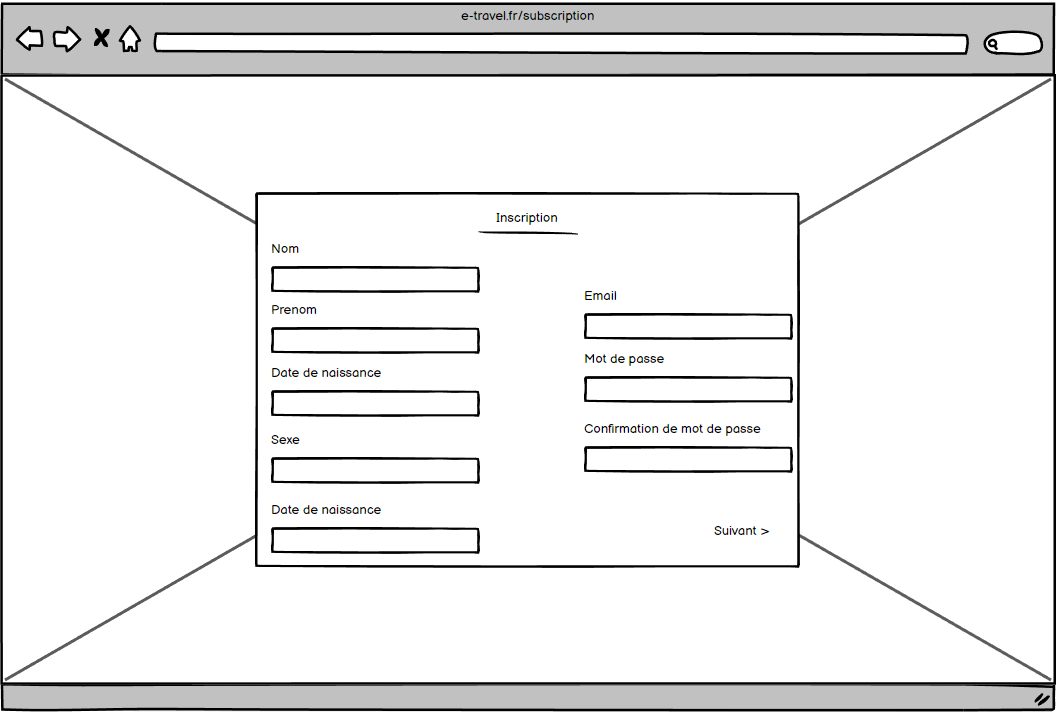 e-travel.fr/subscription
Inscription
Nom
Prenom
Date de naissance
Sexe
Date de naissance
Email
Mot de passe
Confirmation de mot de passe
Suivant >